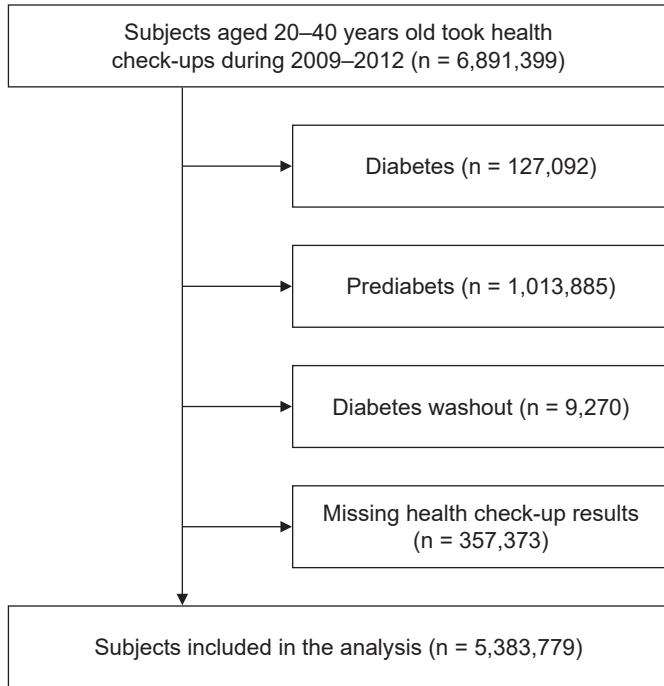 Subjects aged 20–40 years old took health
check-ups during 2009–2012 (n = 6,891,399)
Diabetes (n = 127,092)
Prediabets (n = 1,013,885)
Diabetes washout (n = 9,270)
Missing health check-up results
(n = 357,373)
Subjects included in the analysis (n = 5,383,779)